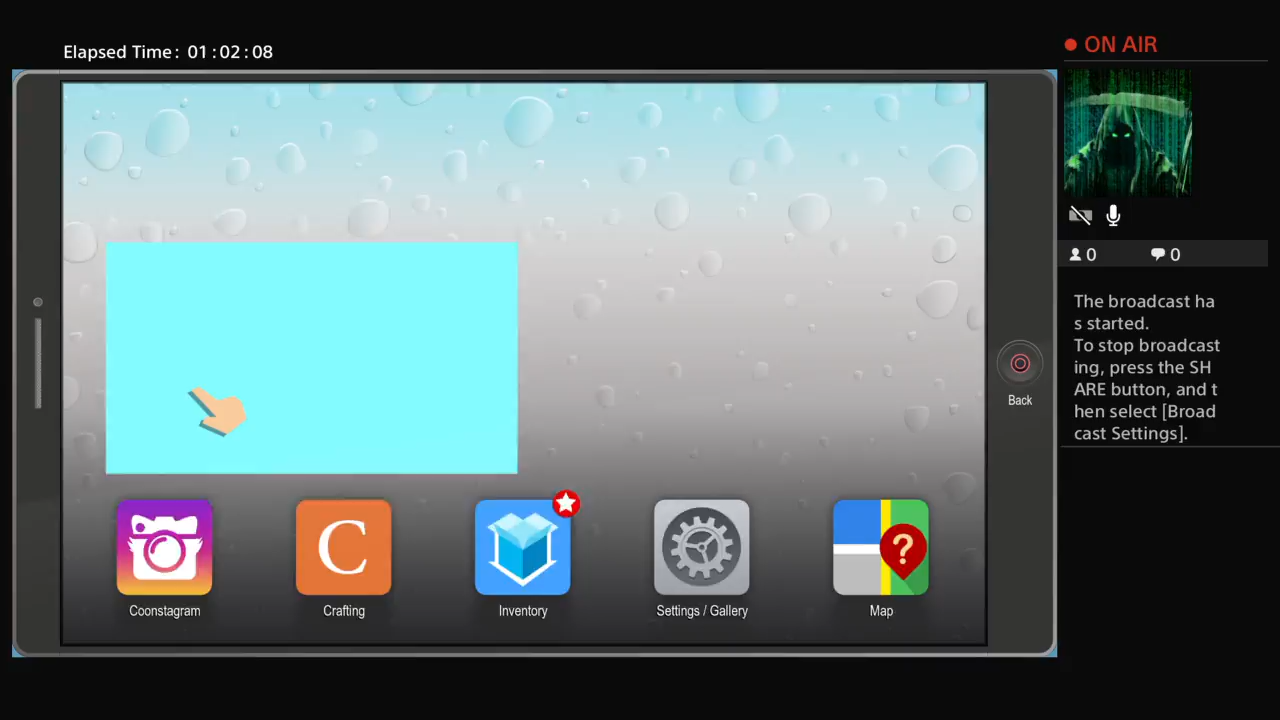 Elapsed Time: 01:02:08
ON AIR
0 0
The broadcast ha
s started.
To stop broadcast
ing, press the SH
ARE button, and t
hen select [Broad
cast Settings].
Back
C
?
Coonstagram
Crafting
Inventory
Settings / Gallery
Map